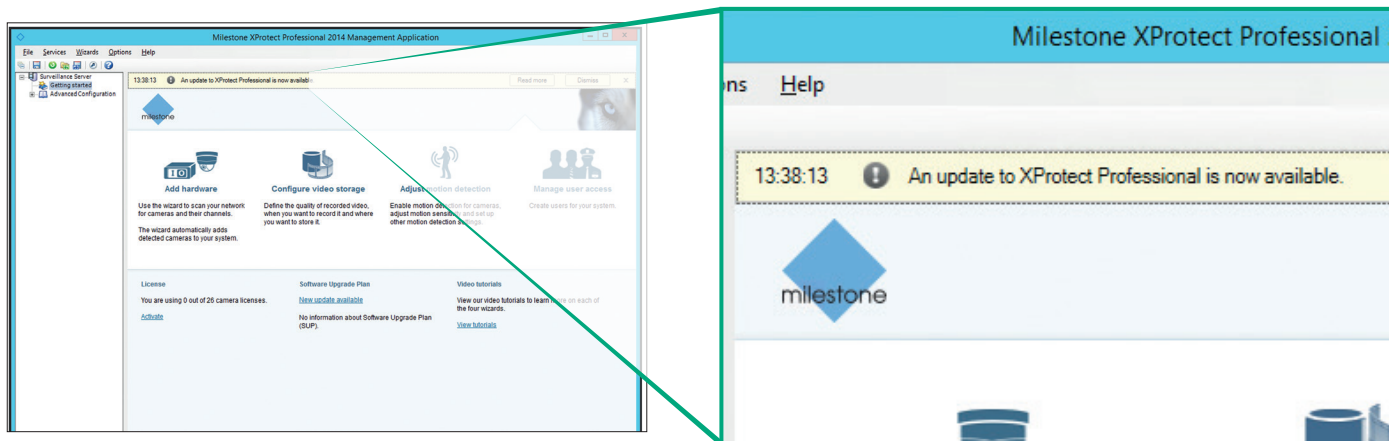 Milestone XProtect Professional 2014 Management Application
File Services Wizards Options Help
Surveillance Server
Getting started
Advanced Configuration
13:38:13 An update to XProtect Professional is now available
Read more Dismiss X
milestone
Add hardware
Use the wizard to scan your network
for cameras and their channels.
The wizard automatically adds
detected cameras to your system.
Configure video storage
Define the quality of recorded video,
when you want to record it and where
you want to store it.
Adjust motion detection
Enable motion detection for cameras,
adjust motion sensitivity and set up
other motion detection settings.
Manage user access
Create users for your system.
License
You are using 0 out of 26 camera licenses.
Activate
Software Upgrade Plan
New update available
No information about Software Upgrade Plan
(SUP).
Video tutorials
View our video tutorials to learn more on each of
the four wizards.
View tutorials
Milestone XProtect Professional
ons Help
13:38:13 An update to XProtect Professional is now available.
milestone